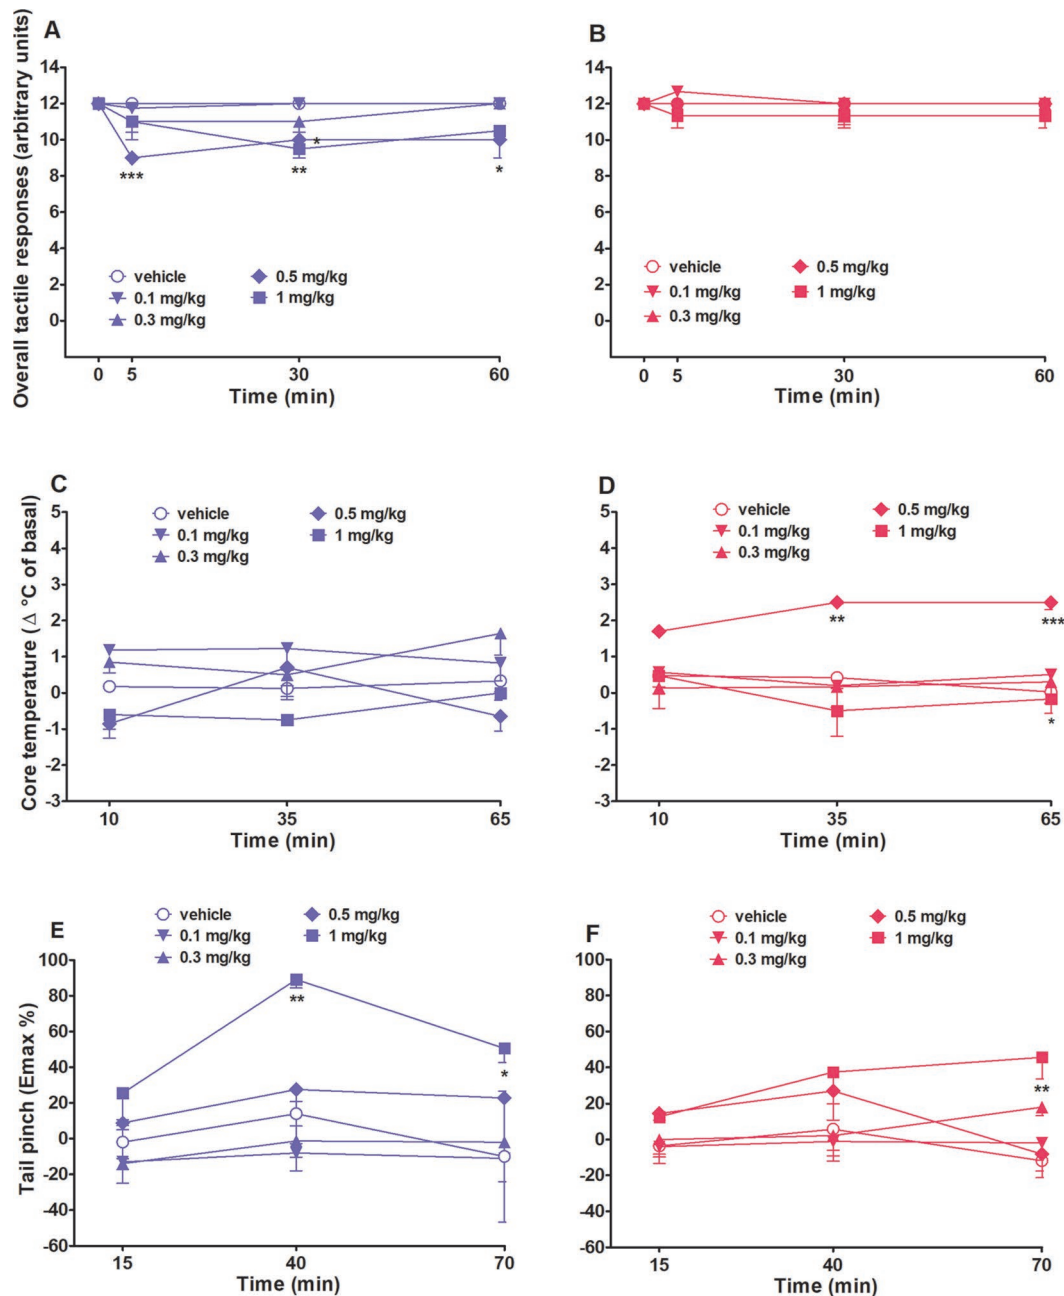 A
Overall tactile responses (arbitrary units)
14
12
10
8
6
4
2
0
***
**
*
*
vehicle
0.1 mg/kg
0.3 mg/kg
0.5 mg/kg
1 mg/kg
0 5 30 60
Time (min)
B
14
12
10
8
6
4
2
0
vehicle
0.1 mg/kg
0.3 mg/kg
0.5 mg/kg
1 mg/kg
0 5 30 60
Time (min)
C
Core temperature (Δ °C of basal)
vehicle
0.1 mg/kg
0.3 mg/kg
0.5 mg/kg
1 mg/kg
5
4
3
2
1
0
-1
-2
-3
10 35 65
Time (min)
D
vehicle
0.1 mg/kg
0.3 mg/kg
0.5 mg/kg
1 mg/kg
5
4
3
2
1
0
-1
-2
-3
**
***
*
10 35 65
Time (min)
E
Tail pinch (Emax %)
vehicle
0.1 mg/kg
0.3 mg/kg
0.5 mg/kg
1 mg/kg
100
80
60
40
20
0
-20
-40
-60
**
*
15 40 70
Time (min)
F
vehicle
0.1 mg/kg
0.3 mg/kg
0.5 mg/kg
1 mg/kg
100
80
60
40
20
0
-20
-40
-60
**
15 40 70
Time (min)